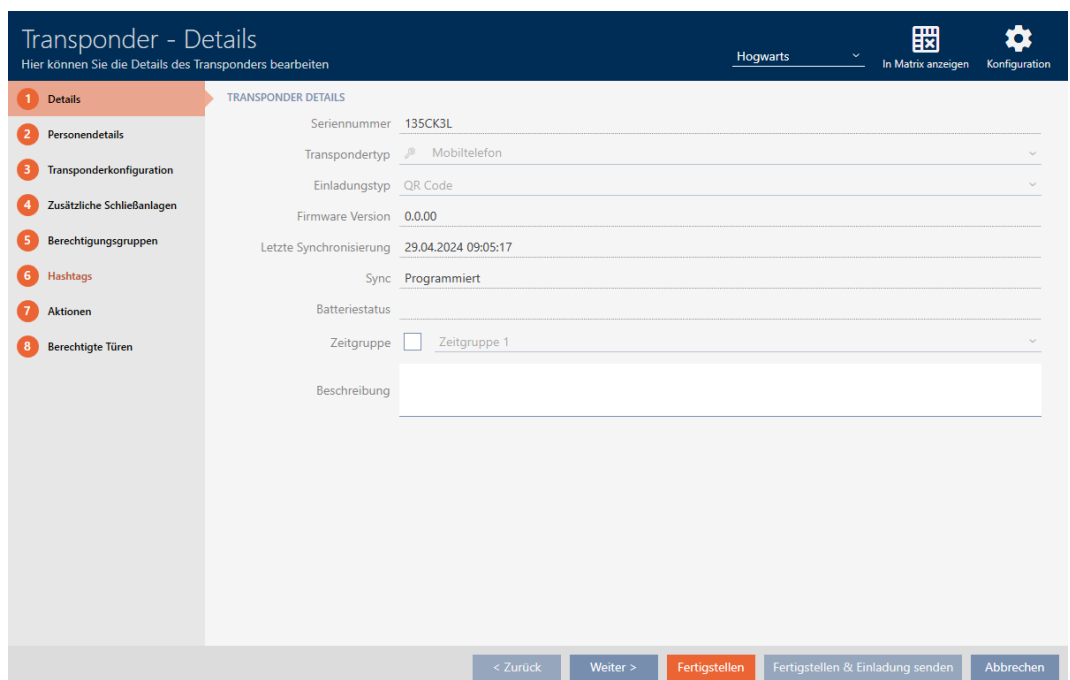 Transponder - Details
Hier können Sie die Details des Transponders bearbeiten
Hogwarts
In Matrix anzeigen
Konfiguration
1 Details
2 Personendetails
3 Transponderkonfiguration
4 Zusätzliche Schließanlagen
5 Berechtigungsgruppen
6 Hashtags
7 Aktionen
8 Berechtigte Türen
TRANSPONDER DETAILS
Seriennummer 135CK3L
Transpondertyp Mobiltelefon
Einladungstyp QR Code
Firmware Version 0.0.00
Letzte Synchronisierung 29.04.2024 09:05:17
Sync Programmiert
Batteriestatus
Zeitgruppe Zeitgruppe 1
Beschreibung
< Zurück
Weiter >
Fertigstellen
Fertigstellen & Einladung senden
Abbrechen